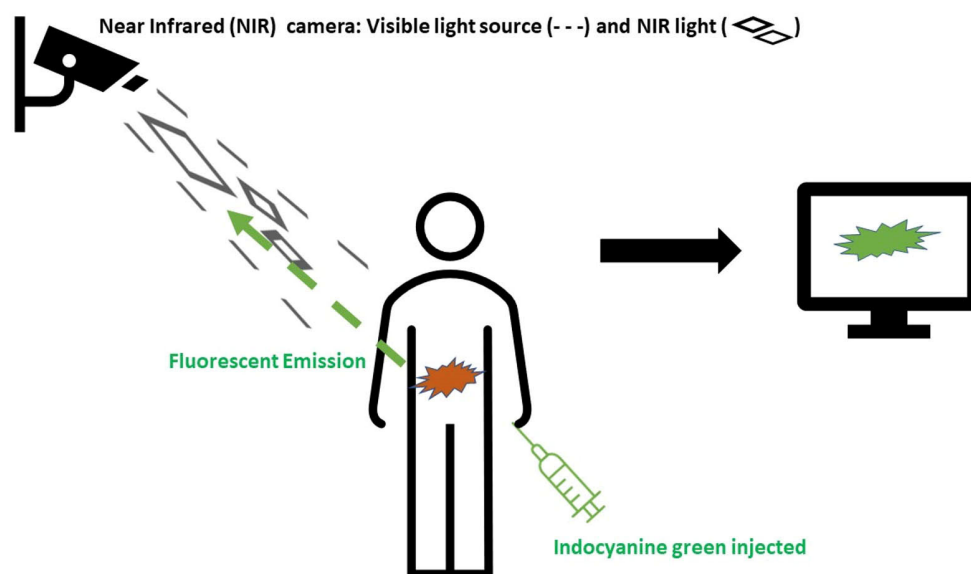 Near Infrared (NIR) camera: Visible light source (- - -) and NIR light ( )
Fluorescent Emission
Indocyanine green injected